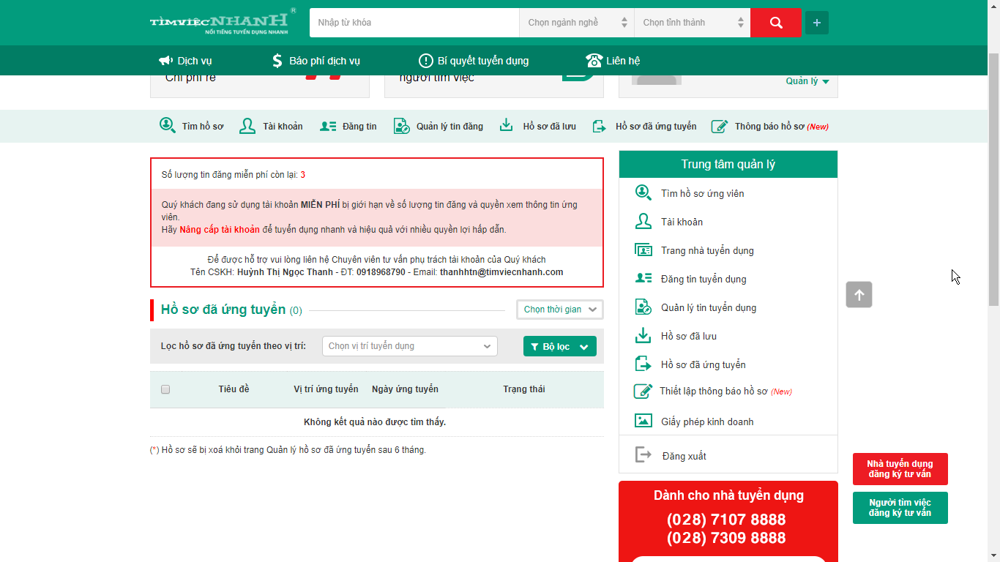 TÌMVIỆCNHANH®
NỔI TIẾNG TUYỂN DỤNG NHANH
Nhập từ khóa
Chọn ngành nghề
Chọn tỉnh thành
+
Dịch vụ
Báo phí dịch vụ
Bí quyết tuyển dụng
Liên hệ
Chi phí rẻ
người tìm việc
Quản lý
Tìm hồ sơ
Tài khoản
Đăng tin
Quản lý tin đăng
Hồ sơ đã lưu
Hồ sơ đã ứng tuyển
Thông báo hồ sơ (New)
Số lượng tin đăng miễn phí còn lại: 3
Quý khách đang sử dụng tài khoản MIỄN PHÍ bị giới hạn về số lượng tin đăng và quyền xem thông tin ứng
viên.
Hãy Nâng cấp tài khoản để tuyển dụng nhanh và hiệu quả với nhiều quyền lợi hấp dẫn.
Để được hỗ trợ vui lòng liên hệ Chuyên viên tư vấn phụ trách tài khoản của Quý khách
Tên CSKH: Huỳnh Thị Ngọc Thanh - ĐT: 0918968790 - Email: thanhhtn@timviecnhanh.com
Hồ sơ đã ứng tuyển (0)
Chọn thời gian
Lọc hồ sơ đã ứng tuyển theo vị trí:
Chọn vị trí tuyển dụng
Bộ lọc
Tiêu đề
Vị trí ứng tuyển
Ngày ứng tuyển
Trạng thái
Không kết quả nào được tìm thấy.
(*) Hồ sơ sẽ bị xoá khỏi trang Quản lý hồ sơ đã ứng tuyển sau 6 tháng.
Trung tâm quản lý
Tìm hồ sơ ứng viên
Tài khoản
Trang nhà tuyển dụng
Đăng tin tuyển dụng
Quản lý tin tuyển dụng
Hồ sơ đã lưu
Hồ sơ đã ứng tuyển
Thiết lập thông báo hồ sơ (New)
Giấy phép kinh doanh
Đăng xuất
Dành cho nhà tuyển dụng
(028) 7107 8888
(028) 7309 8888
Nhà tuyển dụng
đăng ký tư vấn
Người tìm việc
đăng ký tư vấn